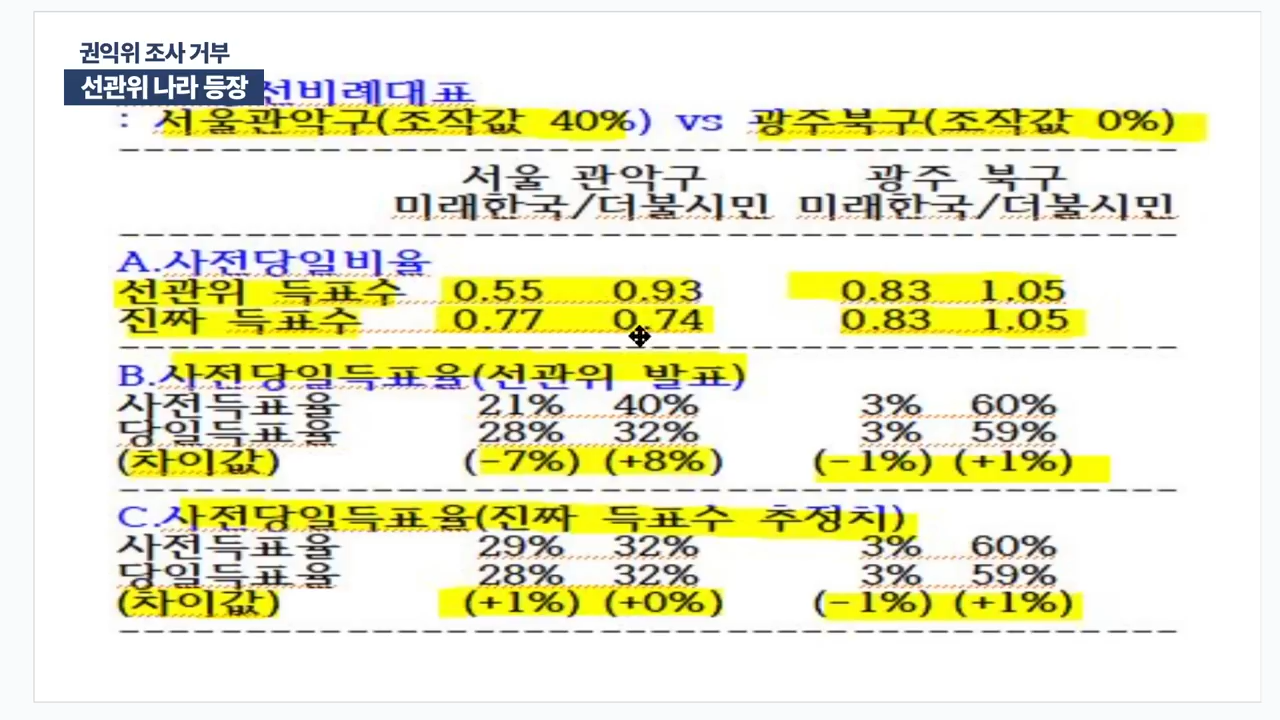 권익위 조사 거부
선관위 나라 등장
선비례대표
: 서울관악구(조작값 40%) vs 광주북구(조작값 0%)
서울 관악구 광주 북구
미래한국/더불시민 미래한국/더불시민
A.사전당일비율
선관위 득표수 0.55 0.93 0.83 1.05
진짜 득표수 0.77 0.74 0.83 1.05
B.사전당일득표율(선관위 발표)
사전득표율 21% 40% 3% 60%
당일득표율 28% 32% 3% 59%
(차이값) (-7%) (+8%) (-1%) (+1%)
C.사전당일득표율(진짜 득표수 추정치)
사전득표율 29% 32% 3% 60%
당일득표율 28% 32% 3% 59%
(차이값) (+1%) (+0%) (-1%) (+1%)